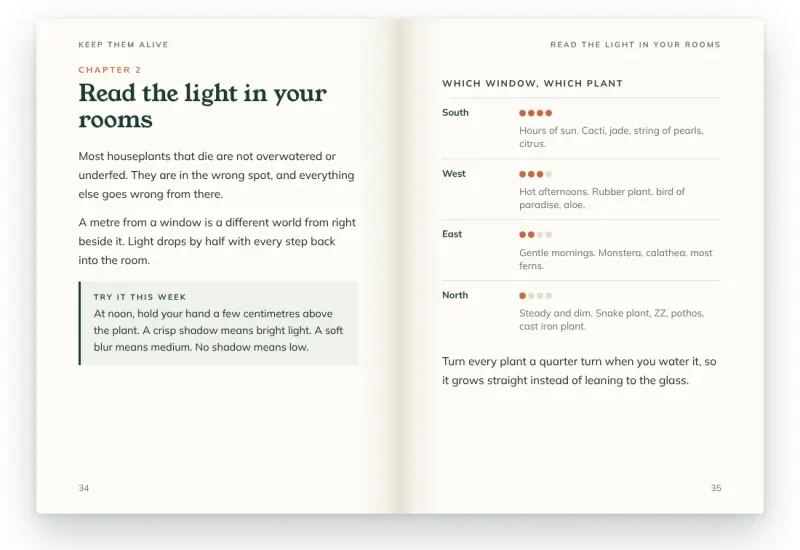 KEEP THEM ALIVE
CHAPTER 2
Read the light in your
rooms
Most houseplants that die are not overwatered or
underfed. They are in the wrong spot, and everything
else goes wrong from there.
A metre from a window is a different world from right
beside it. Light drops by half with every step back
into the room.
TRY IT THIS WEEK
At noon, hold your hand a few centimetres above
the plant. A crisp shadow means bright light. A soft
blur means medium. No shadow means low.
34
READ THE LIGHT IN YOUR ROOMS
WHICH WINDOW, WHICH PLANT
South
Hours of sun. Cacti, jade, string of pearls,
citrus.
West
Hot afternoons. Rubber plant, bird of
paradise, aloe.
East
Gentle mornings. Monstera, calathea, most
ferns.
North
Steady and dim. Snake plant, ZZ, pothos,
cast iron plant.
Turn every plant a quarter turn when you water it, so
it grows straight instead of leaning to the glass.
35